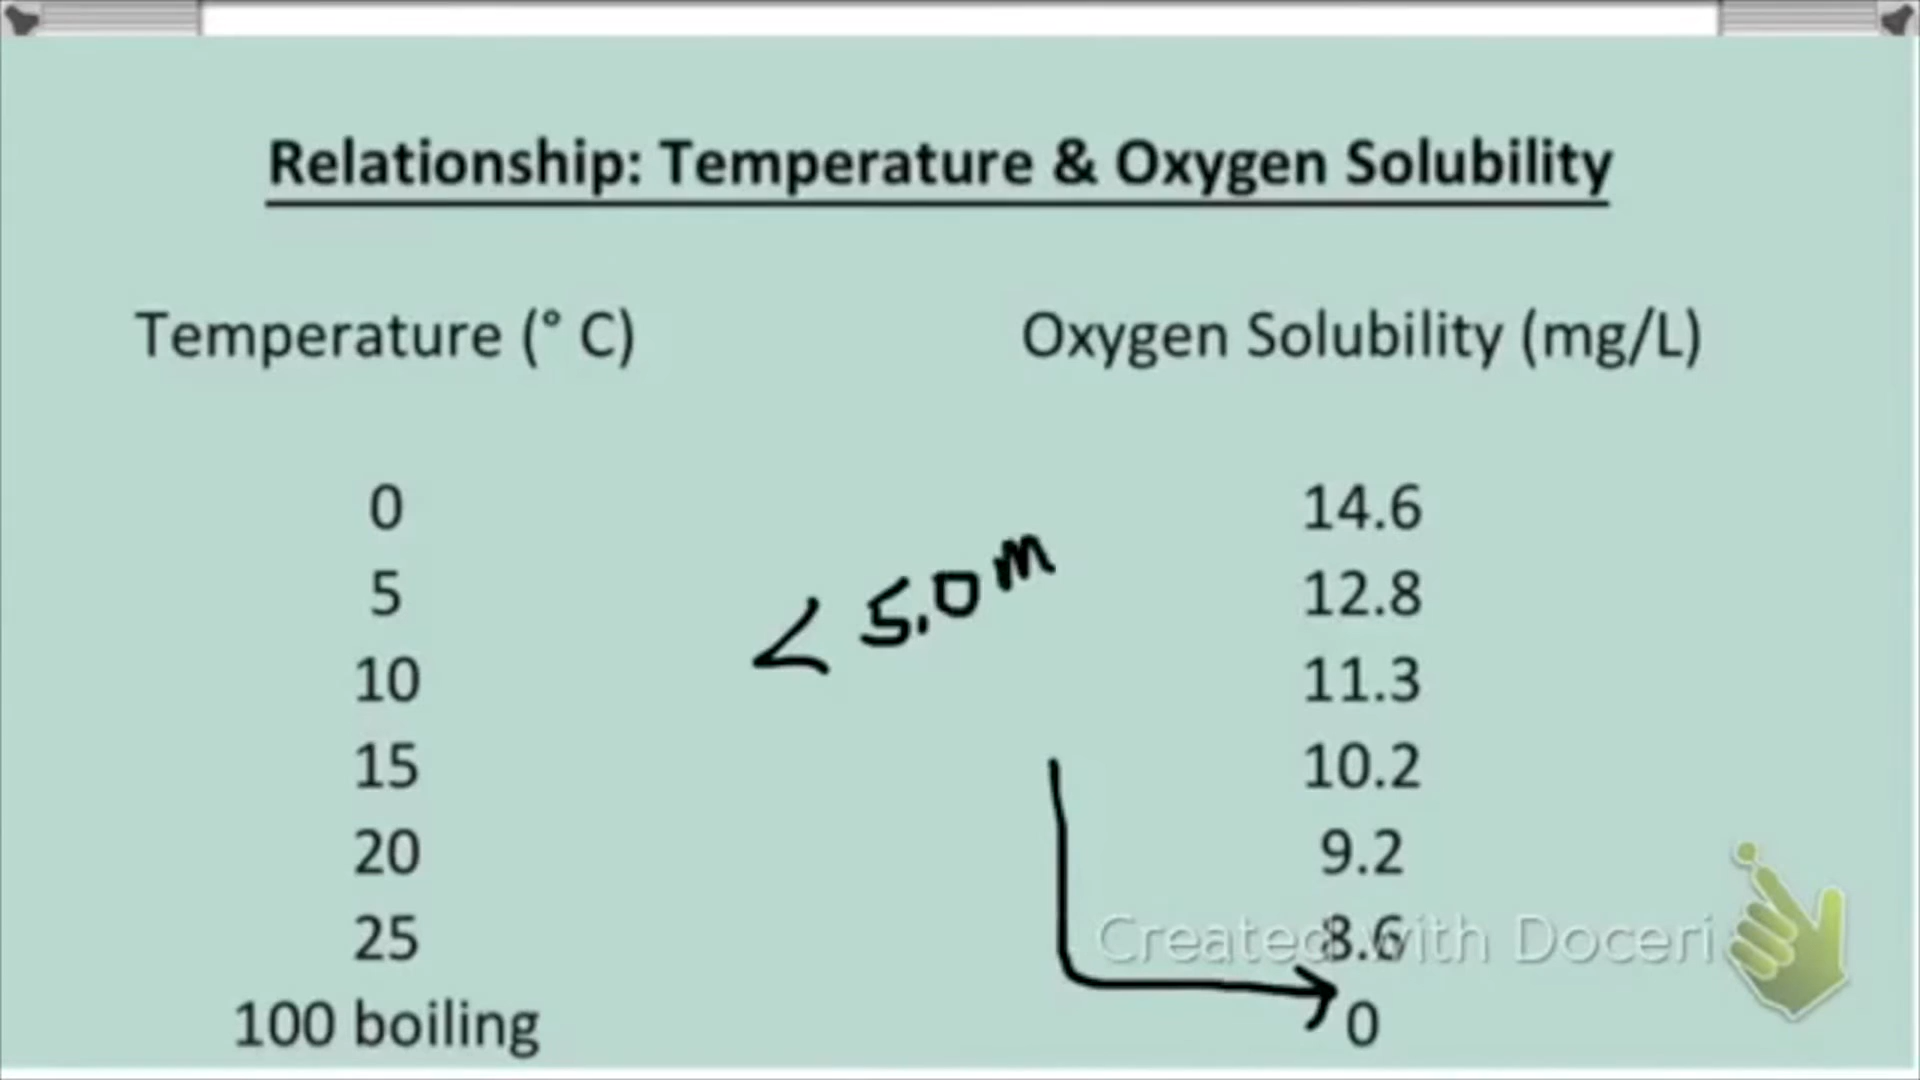 Relationship: Temperature & Oxygen Solubility
Temperature (° C) Oxygen Solubility (mg/L)
0 14.6
5 12.8
< 5.0 m
10 11.3
15 10.2
20 9.2
25 8.6
Created with Doceri
100 boiling 0